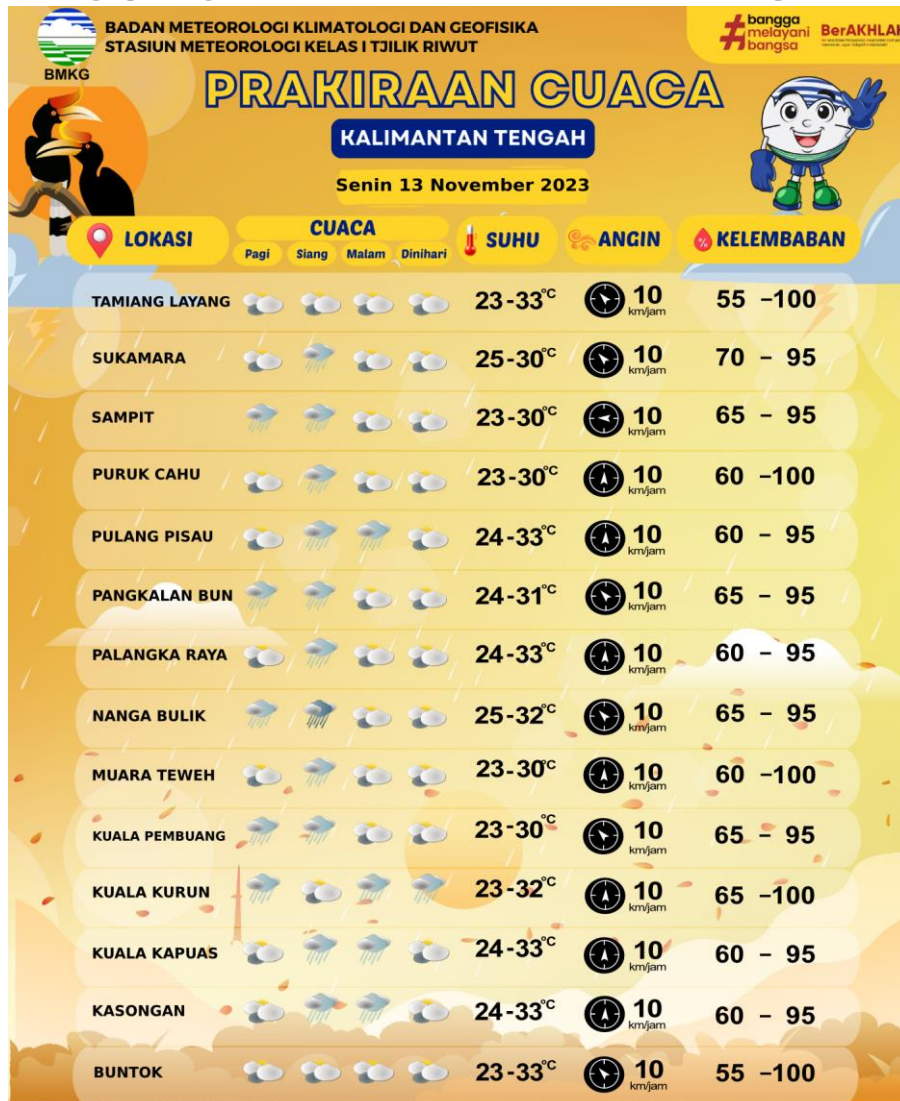 BADAN METEOROLOGI KLIMATOLOGI DAN GEOFISIKA
STASIUN METEOROLOGI KELAS I TJILIK RIWUT
BMKG
#bangga melayani bangsa
BerAKHLAK
PRAKIRAAN CUACA
KALIMANTAN TENGAH
Senin 13 November 2023
LOKASI CUACA SUHU ANGIN % KELEMBABAN
Pagi Siang Malam Dinihari
TAMIANG LAYANG 23-33°C 10 km/jam 55 –100
SUKAMARA 25-30°C 10 km/jam 70 – 95
SAMPIT 23-30°C 10 km/jam 65 – 95
PURUK CAHU 23-30°C 10 km/jam 60 –100
PULANG PISAU 24-33°C 10 km/jam 60 – 95
PANGKALAN BUN 24-31°C 10 km/jam 65 – 95
PALANGKA RAYA 24-33°C 10 km/jam 60 – 95
NANGA BULIK 25-32°C 10 km/jam 65 – 95
MUARA TEWEH 23-30°C 10 km/jam 60 –100
KUALA PEMBUANG 23-30°C 10 km/jam 65 – 95
KUALA KURUN 23-32°C 10 km/jam 65 –100
KUALA KAPUAS 24-33°C 10 km/jam 60 – 95
KASONGAN 24-33°C 10 km/jam 60 – 95
BUNTOK 23-33°C 10 km/jam 55 –100